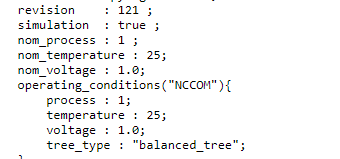 revision    : 121 ;
simulation  : true ;
nom_process : 1 ;
nom_temperature : 25;
nom_voltage : 1.0;
operating_conditions("NCCOM"){
    process : 1;
    temperature : 25;
    voltage : 1.0;
    tree_type : "balanced_tree";